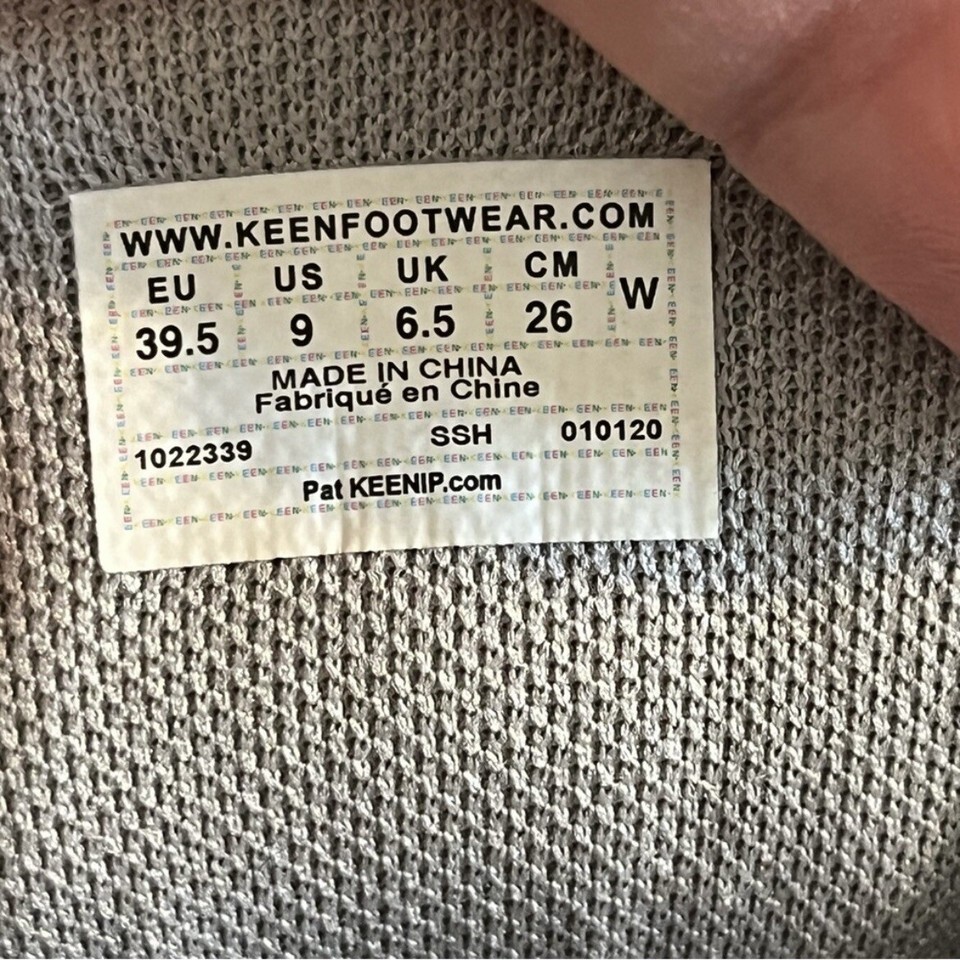 WWW.KEENFOOTWEAR.COM
EU US UK CM W
39.5 9 6.5 26
MADE IN CHINA
Fabriqué en Chine
1022339 SSH 010120
Pat KEENIP.com